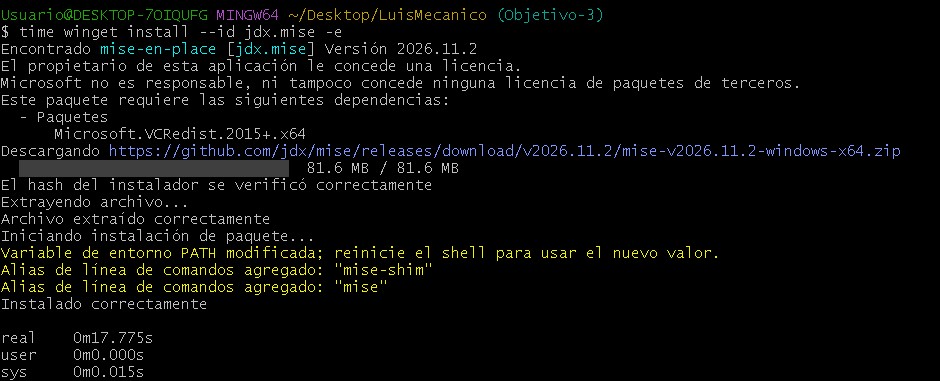 Usuario@DESKTOP-7OIQUFG MINGW64 ~/Desktop/LuisMecanico (Objetivo-3)
$ time winget install --id jdx.mise -e
Encontrado mise-en-place [jdx.mise] Versión 2026.11.2
El propietario de esta aplicación le concede una licencia.
Microsoft no es responsable, ni tampoco concede ninguna licencia de paquetes de terceros.
Este paquete requiere las siguientes dependencias:
  - Paquetes
      Microsoft.VCRedist.2015+.x64
Descargando https://github.com/jdx/mise/releases/download/v2026.11.2/mise-v2026.11.2-windows-x64.zip
81.6 MB / 81.6 MB
El hash del instalador se verificó correctamente
Extrayendo archivo...
Archivo extraído correctamente
Iniciando instalación de paquete...
Variable de entorno PATH modificada; reinicie el shell para usar el nuevo valor.
Alias de línea de comandos agregado: "mise-shim"
Alias de línea de comandos agregado: "mise"
Instalado correctamente

real    0m17.775s
user    0m0.000s
sys     0m0.015s